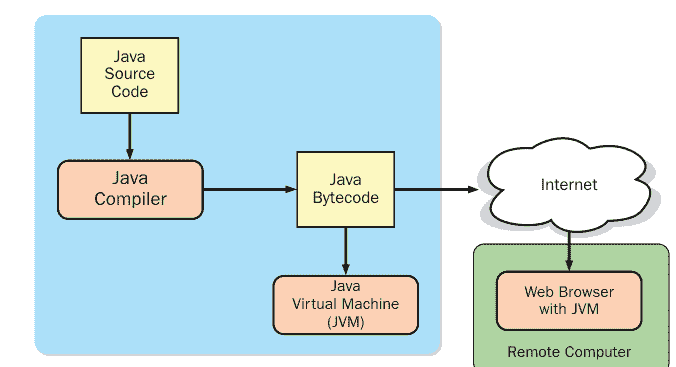 Java
Source
Code
Java
Compiler
Java
Bytecode
Internet
Java
Virtual Machine
(JVM)
Web Browser
with JVM
Remote Computer